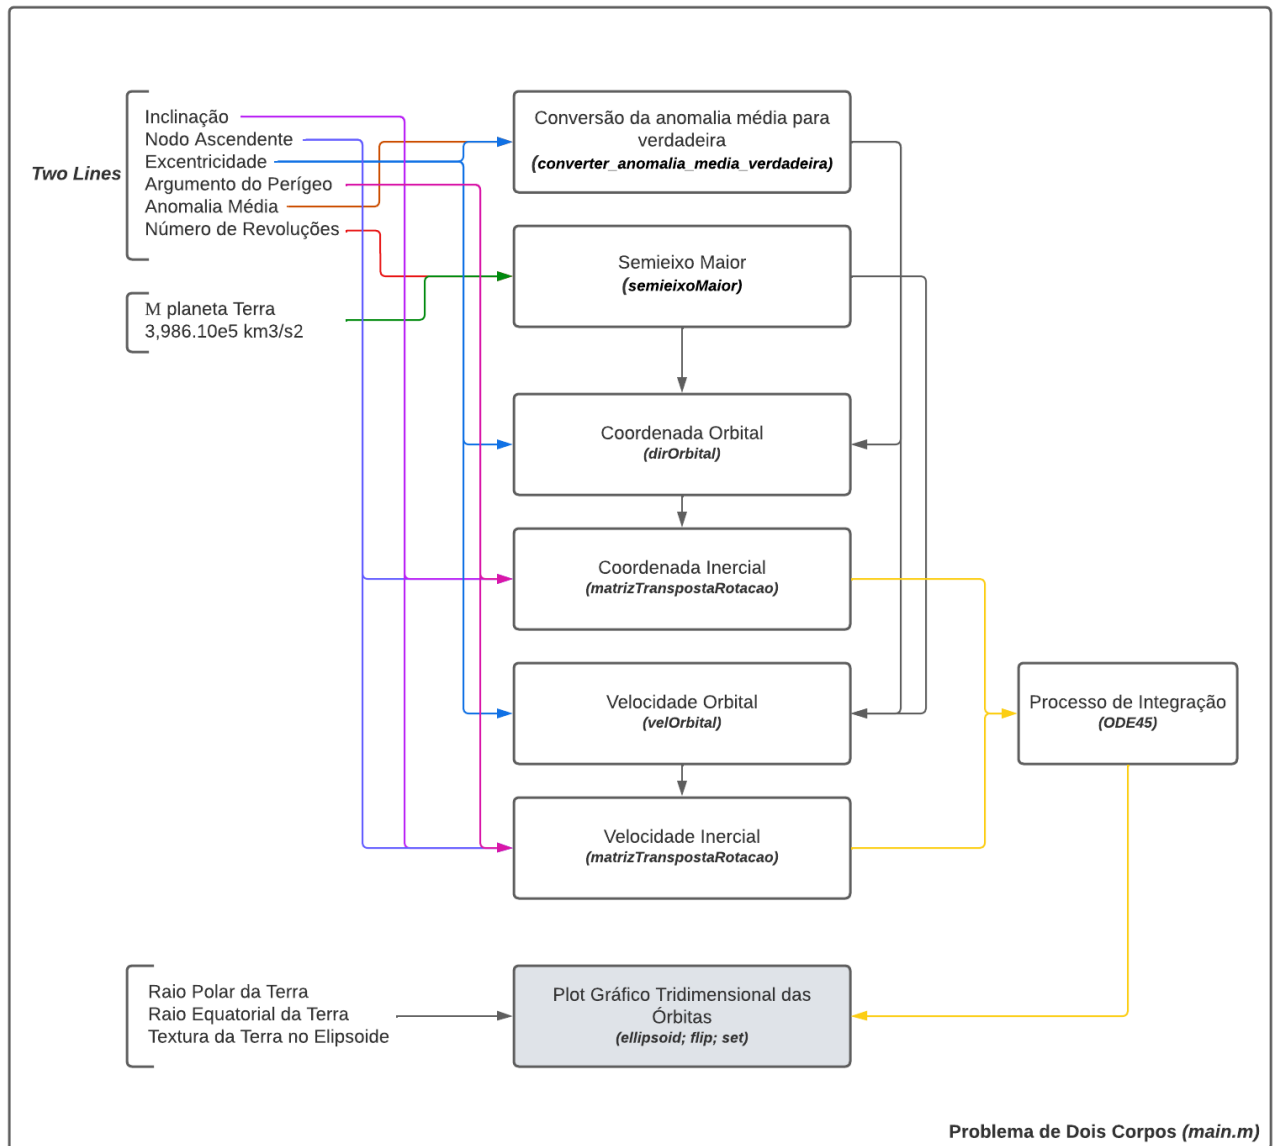 Two Lines
Inclinação
Nodo Ascendente
Excentricidade
Argumento do Perígeo
Anomalia Média
Número de Revoluções
M planeta Terra
3,986.10e5 km3/s2
Conversão da anomalia média para
verdadeira
(converter_anomalia_media_verdadeira)
Semieixo Maior
(semieixoMaior)
Coordenada Orbital
(dirOrbital)
Coordenada Inercial
(matrizTranspostaRotacao)
Velocidade Orbital
(velOrbital)
Velocidade Inercial
(matrizTranspostaRotacao)
Processo de Integração
(ODE45)
Raio Polar da Terra
Raio Equatorial da Terra
Textura da Terra no Elipsoide
Plot Gráfico Tridimensional das
Órbitas
(ellipsoid; flip; set)
Problema de Dois Corpos (main.m)